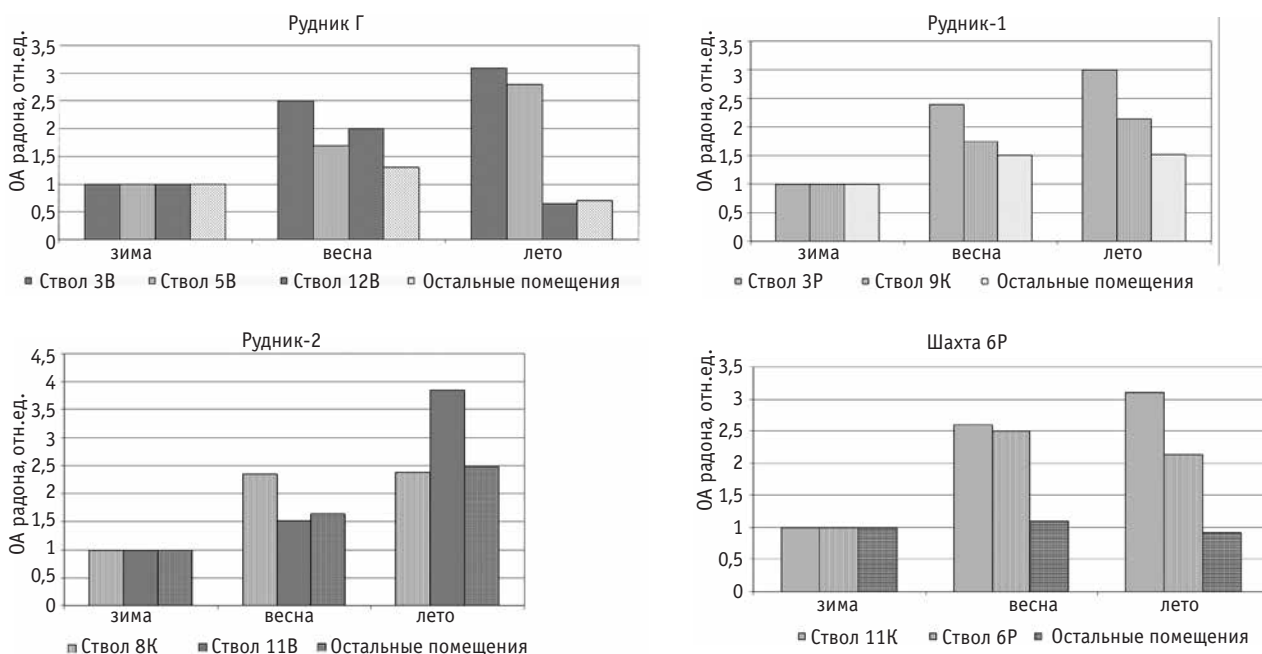 Рудник Г
ОА радона, отн.ед.
3,5
3
2,5
2
1,5
1
0,5
0
зима
весна
лето
Ствол 3В
Ствол 5В
Ствол 12В
Остальные помещения
Рудник-1
ОА радона, отн.ед.
3,5
3
2,5
2
1,5
1
0,5
0
зима
весна
лето
Ствол 3Р
Ствол 9К
Остальные помещения
Рудник-2
ОА радона, отн.ед.
4,5
4
3,5
3
2,5
2
1,5
1
0,5
0
зима
весна
лето
Ствол 8К
Ствол 11В
Остальные помещения
Шахта 6Р
ОА радона, отн.ед.
3,5
3
2,5
2
1,5
1
0,5
0
зима
весна
лето
Ствол 11К
Ствол 6Р
Остальные помещения